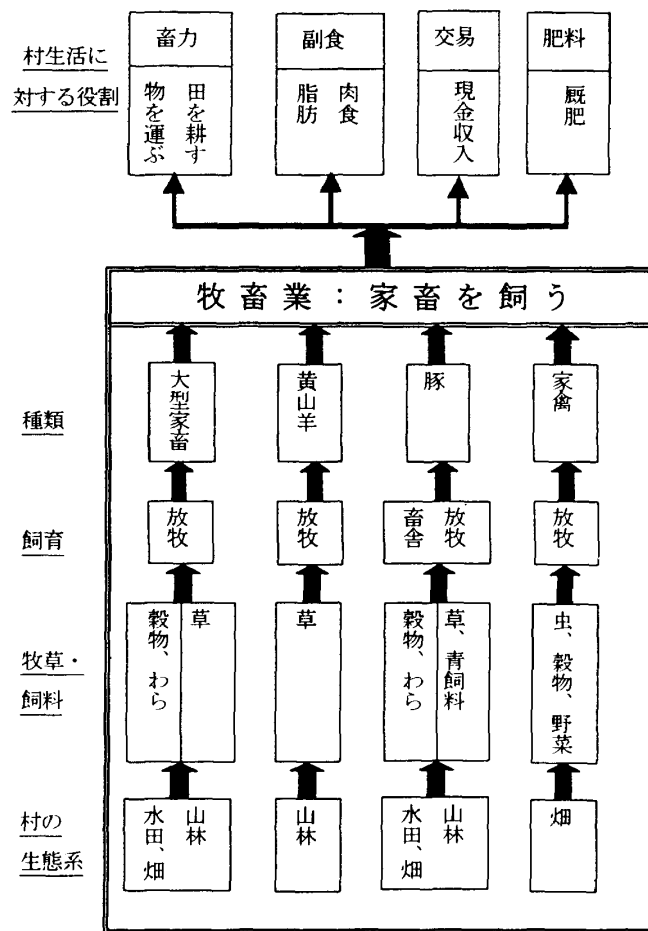 村生活に
対する役割
畜力
田を耕す
物を運ぶ
副食
肉食
脂肪
交易
現金収入
肥料
厩肥
牧畜業：家畜を飼う
種類
大型家畜
黄山羊
豚
家禽
飼育
放牧
放牧
放牧
畜舎
放牧
牧草・
飼料
草
穀物、わら
草
草、青飼料
穀物、わら
虫、穀物、野菜
村の
生態系
山林
水田、畑
山林
山林
水田、畑
畑